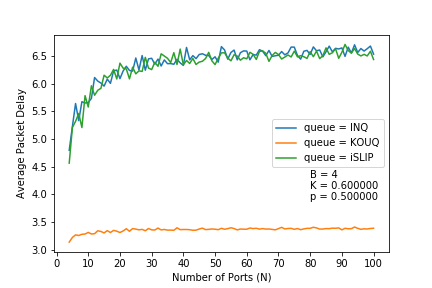 6.5
6.0
5.5
5.0
4.5
4.0
3.5
3.0
Average Packet Delay
queue = INQ
queue = KOUQ
queue = iSLIP
B = 4
K = 0.600000
p = 0.500000
0 10 20 30 40 50 60 70 80 90 100
Number of Ports (N)